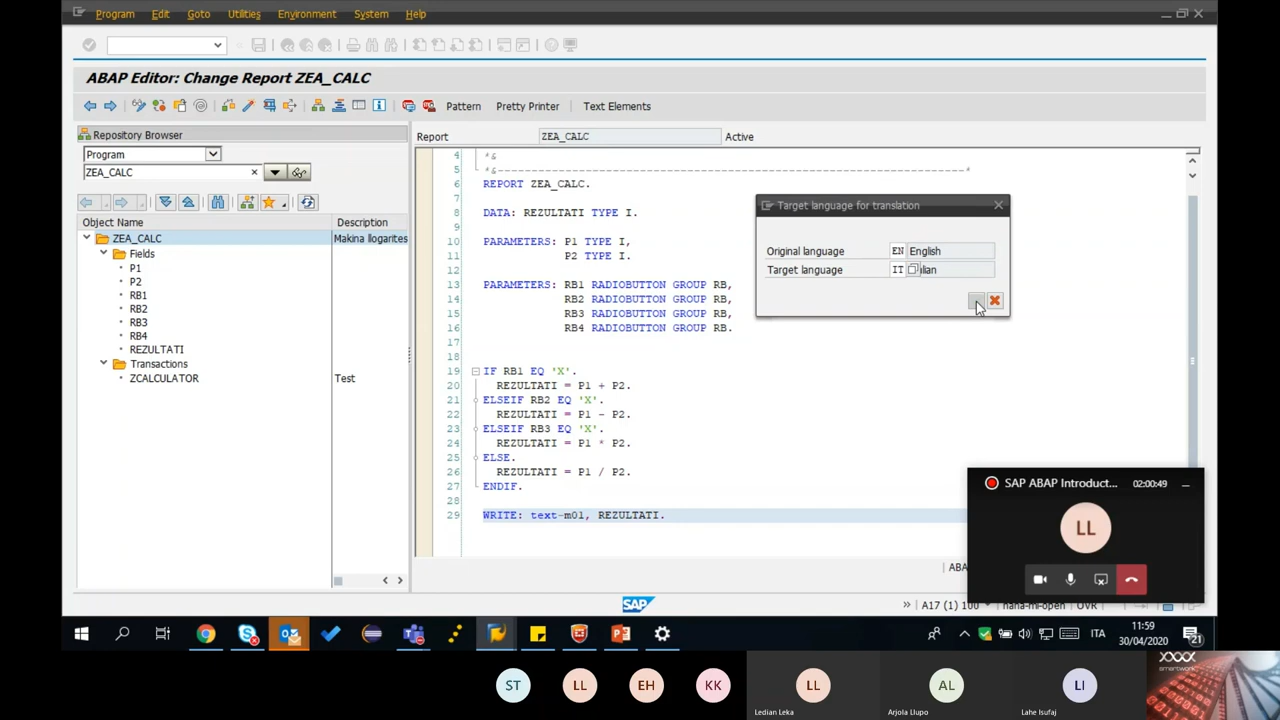 Program Edit Goto Utilities Environment System Help
ABAP Editor: Change Report ZEA_CALC
Pattern Pretty Printer Text Elements
Repository Browser
Program
ZEA_CALC
Object Name Description
ZEA_CALC Makina llogarites
Fields
P1
P2
RB1
RB2
RB3
RB4
REZULTATI
Transactions
ZCALCULATOR Test
Report ZEA_CALC Active
4 *&
5 *&---------------------------------------------------------------------*
6 REPORT ZEA_CALC.
7
8 DATA: REZULTATI TYPE I.
9
10 PARAMETERS: P1 TYPE I,
11 P2 TYPE I.
12
13 PARAMETERS: RB1 RADIOBUTTON GROUP RB,
14 RB2 RADIOBUTTON GROUP RB,
15 RB3 RADIOBUTTON GROUP RB,
16 RB4 RADIOBUTTON GROUP RB.
17
18
19 IF RB1 EQ 'X'.
20 REZULTATI = P1 + P2.
21 ELSEIF RB2 EQ 'X'.
22 REZULTATI = P1 - P2.
23 ELSEIF RB3 EQ 'X'.
24 REZULTATI = P1 * P2.
25 ELSE.
26 REZULTATI = P1 / P2.
27 ENDIF.
28
29 WRITE: text-m01, REZULTATI.
Target language for translation
Original language EN English
Target language IT
SAP ABAP Introduct... 02:00:49
LL
SAP
A17 (1) 100
OVR
ITA
11:59
30/04/2020
21
ST LL EH KK LL AL LI
Ledian Leka Arjola Llupo Lahe Isufaj